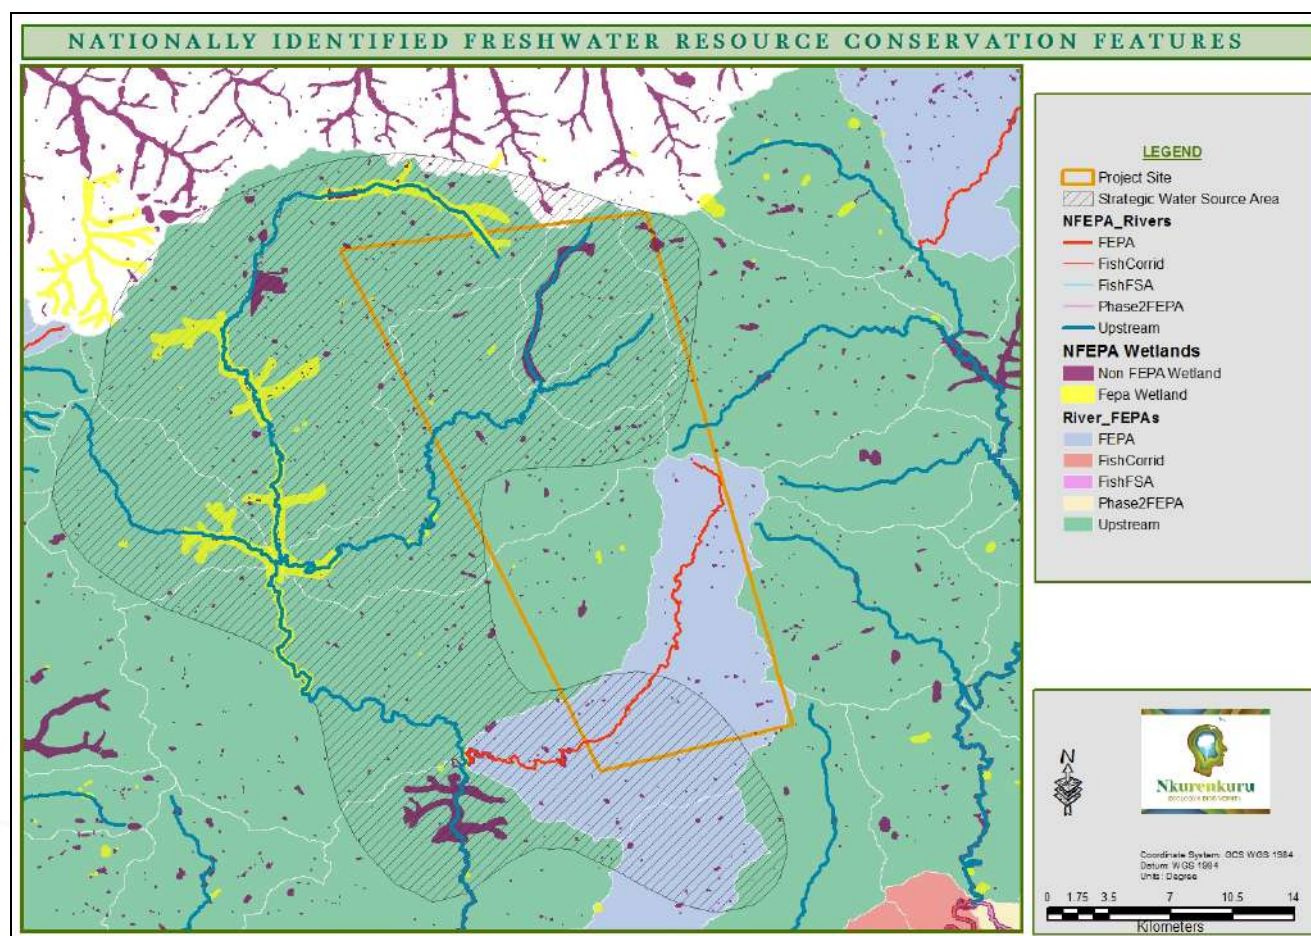 NATIONALLY IDENTIFIED FRESHWATER RESOURCE CONSERVATION FEATURES
LEGEND
Project Site
Strategic Water Source Area
NFEPA_Rivers
FEPA
FishCorrid
FishFSA
Phase2FEPA
Upstream
NFEPA Wetlands
Non FEPA Wetland
Fepa Wetland
River_FEPAs
FEPA
FishCorrid
FishFSA
Phase2FEPA
Upstream
N
Nkurenkuru
Coordinate System: GCS WGS 1984
Datum: WGS 1984
Units: Degree
0 1.75 3.5 7 10.5 14
Kilometers